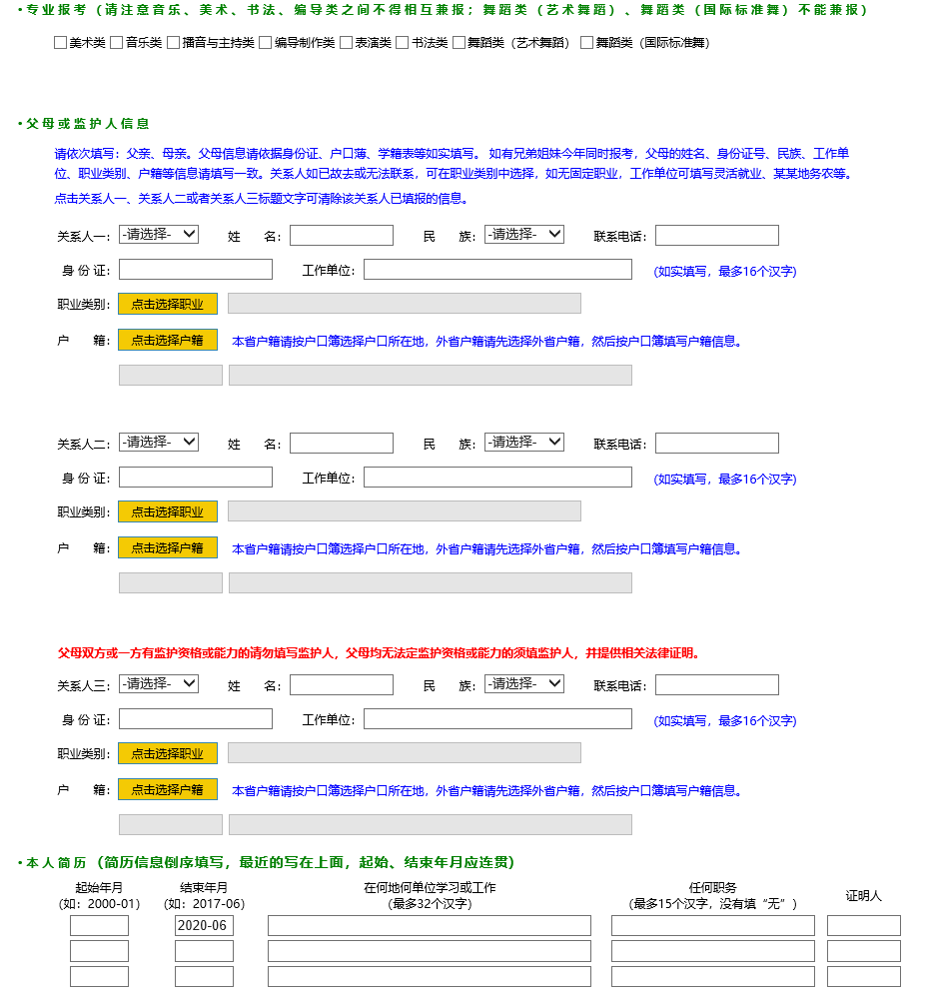 •专业报考（请注意音乐、美术、书法、编导类之间不得相互兼报；舞蹈类（艺术舞蹈）、舞蹈类（国际标准舞）不能兼报）
美术类 音乐类 播音与主持类 编导制作类 表演类 书法类 舞蹈类（艺术舞蹈） 舞蹈类（国际标准舞）
•父母或监护人信息
请依次填写：父亲、母亲。父母信息请依据身份证、户口薄、学籍表等如实填写。 如有兄弟姐妹今年同时报考，父母的姓名、身份证号、民族、工作单
位、职业类别、户籍等信息请填写一致。关系人如已故去或无法联系，可在职业类别中选择，如无固定职业，工作单位可填写灵活就业、某某地务农等。
点击关系人一、关系人二或者关系人三标题文字可清除该关系人已填报的信息。
关系人一： -请选择- 姓 名： 民 族： -请选择- 联系电话：
身 份 证： 工作单位： (如实填写，最多16个汉字)
职业类别： 点击选择职业
户 籍： 点击选择户籍 本省户籍请按户口簿选择户口所在地，外省户籍请先选择外省户籍，然后按户口簿填写户籍信息。
关系人二： -请选择- 姓 名： 民 族： -请选择- 联系电话：
身 份 证： 工作单位： (如实填写，最多16个汉字)
职业类别： 点击选择职业
户 籍： 点击选择户籍 本省户籍请按户口簿选择户口所在地，外省户籍请先选择外省户籍，然后按户口簿填写户籍信息。
父母双方或一方有监护资格或能力的请勿填写监护人，父母均无法定监护资格或能力的须填监护人，并提供相关法律证明。
关系人三： -请选择- 姓 名： 民 族： -请选择- 联系电话：
身 份 证： 工作单位： (如实填写，最多16个汉字)
职业类别： 点击选择职业
户 籍： 点击选择户籍 本省户籍请按户口簿选择户口所在地，外省户籍请先选择外省户籍，然后按户口簿填写户籍信息。
•本人简历（简历信息倒序填写，最近的写在上面，起始、结束年月应连贯）
起始年月 结束年月 在何地何单位学习或工作 任何职务 证明人
（如：2000-01） （如：2017-06） （最多32个汉字） （最多15个汉字，没有填“无”）
2020-06